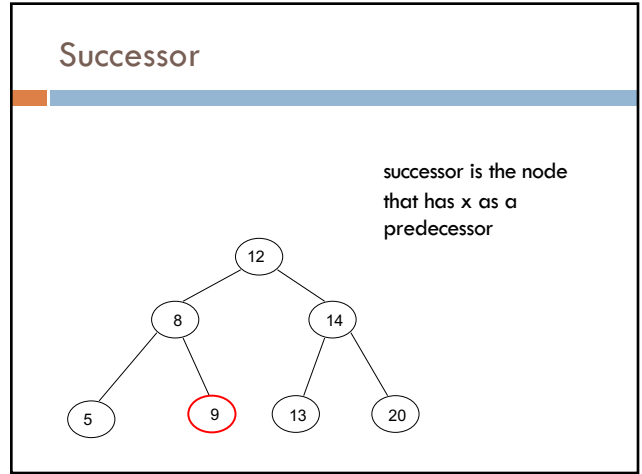 Successor
successor is the node
that has x as a
predecessor
12
8
14
5
9
13
20